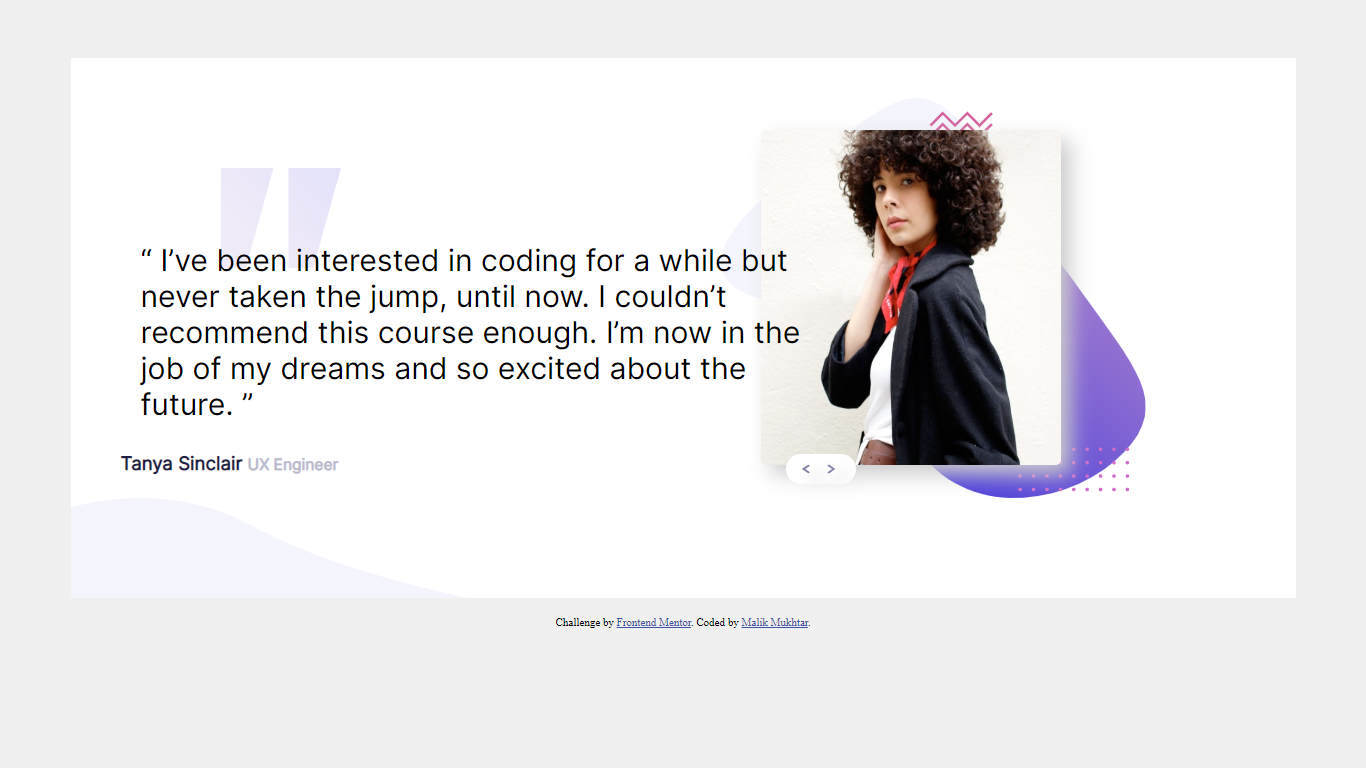 “ I’ve been interested in coding for a while but
never taken the jump, until now. I couldn’t
recommend this course enough. I’m now in the
job of my dreams and so excited about the
future. ”
Tanya Sinclair UX Engineer
Challenge by Frontend Mentor. Coded by Malik Mukhtar.